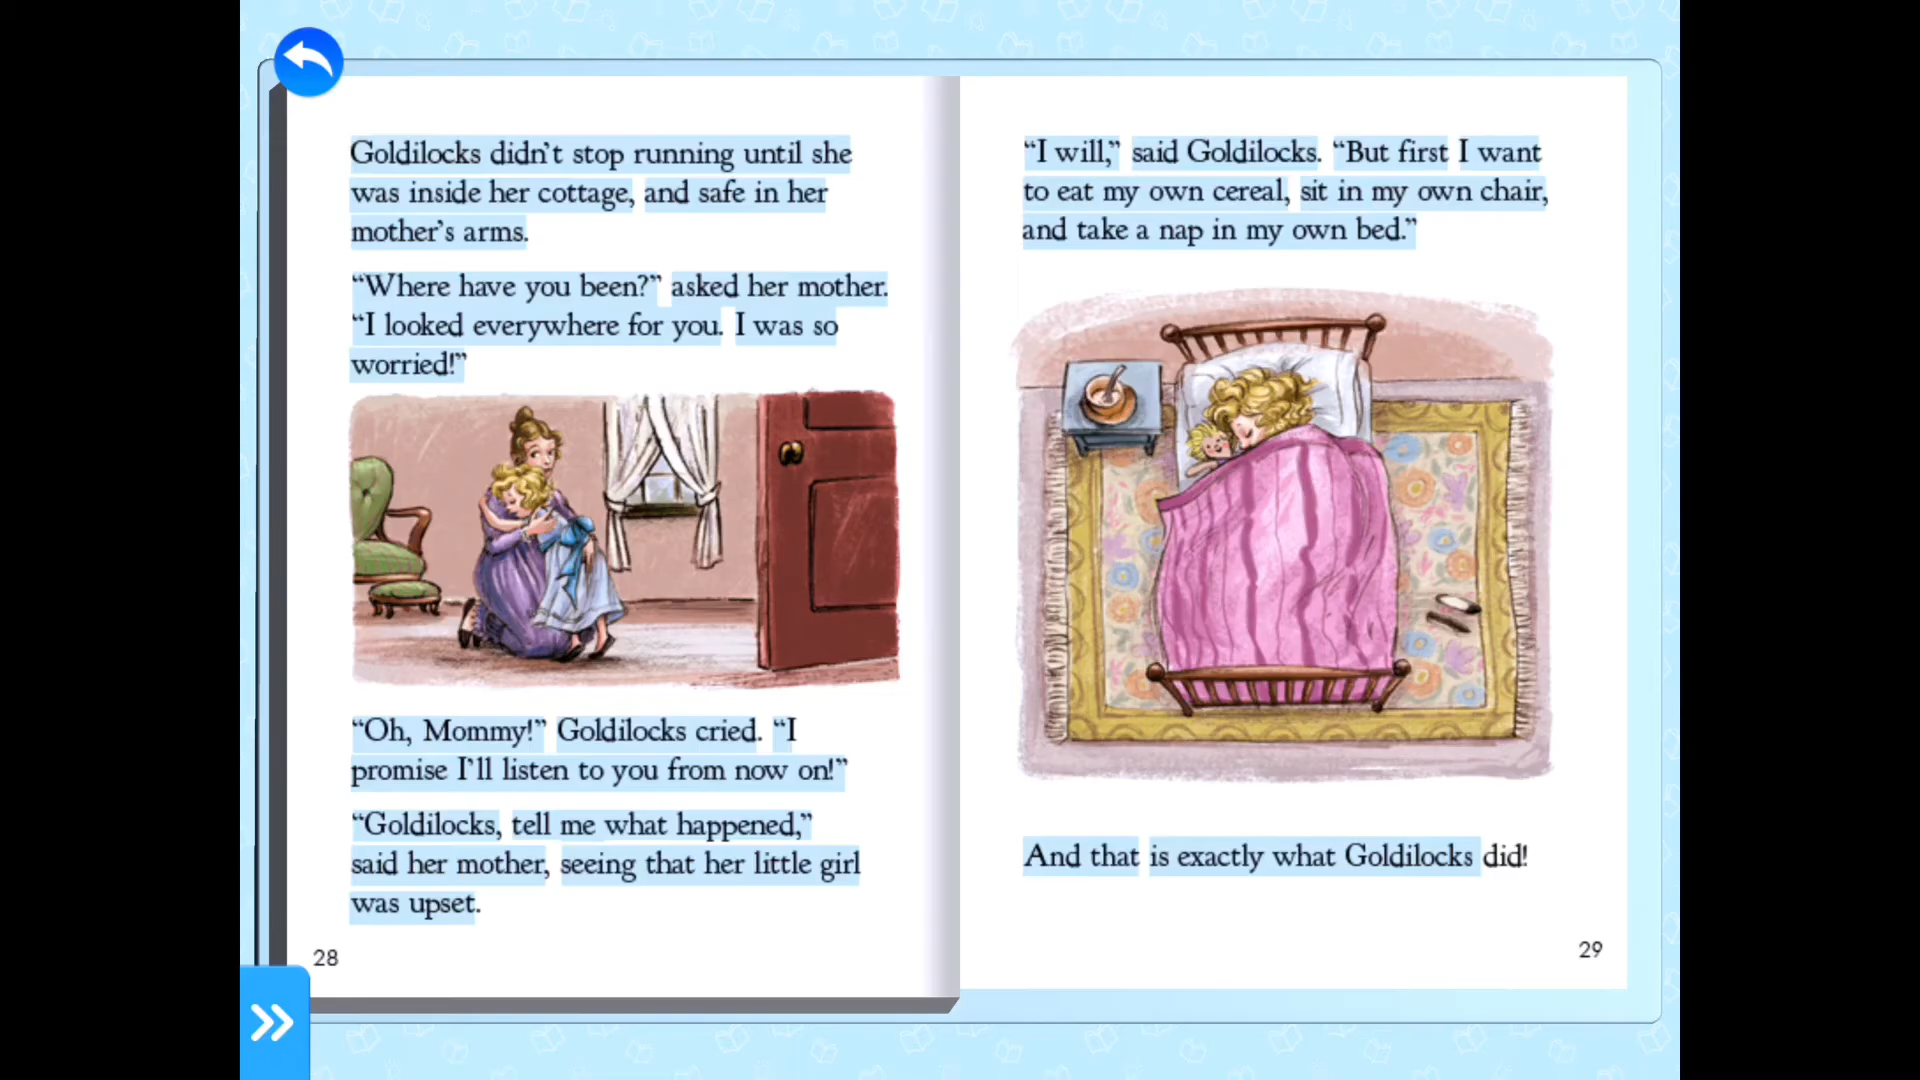 Goldilocks didn’t stop running until she
was inside her cottage, and safe in her
mother’s arms.
“Where have you been?” asked her mother.
“I looked everywhere for you. I was so
worried!”
“Oh, Mommy!” Goldilocks cried. “I
promise I’ll listen to you from now on!”
“Goldilocks, tell me what happened,”
said her mother, seeing that her little girl
was upset.
28
“I will,” said Goldilocks. “But first I want
to eat my own cereal, sit in my own chair,
and take a nap in my own bed.”
And that is exactly what Goldilocks did!
29